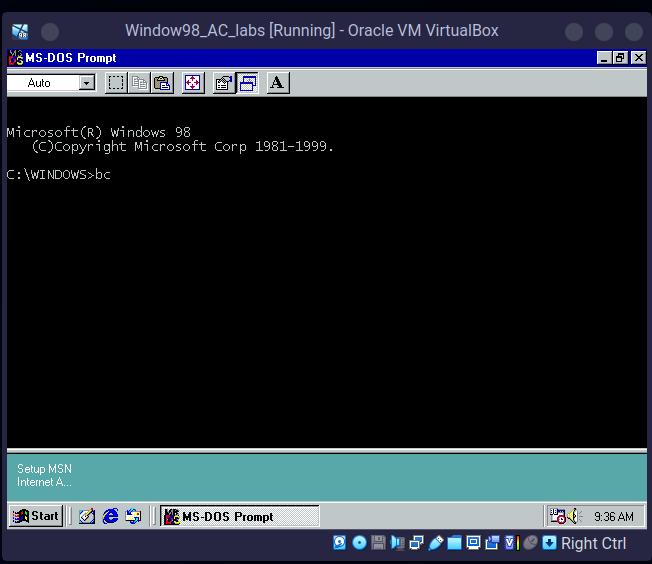 Window98_AC_labs [Running] - Oracle VM VirtualBox
MS-DOS Prompt
Auto
A
Microsoft(R) Windows 98
(C)Copyright Microsoft Corp 1981-1999.
C:\WINDOWS>bc
Setup MSN
Internet A...
Start
MS-DOS Prompt
9:36 AM
Right Ctrl